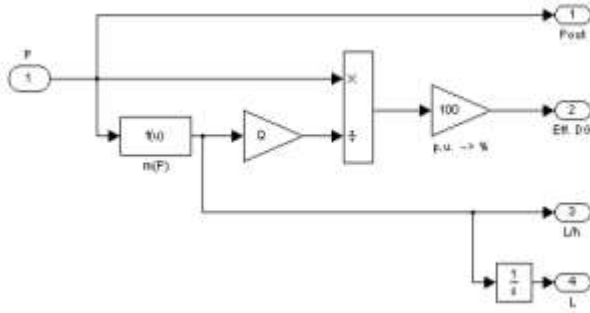 1
Pout
P
1
×
100
2
Eff. DG
f(u)
Q
÷
p.u. --> %
m(P)
3
L/h
1
s
4
L